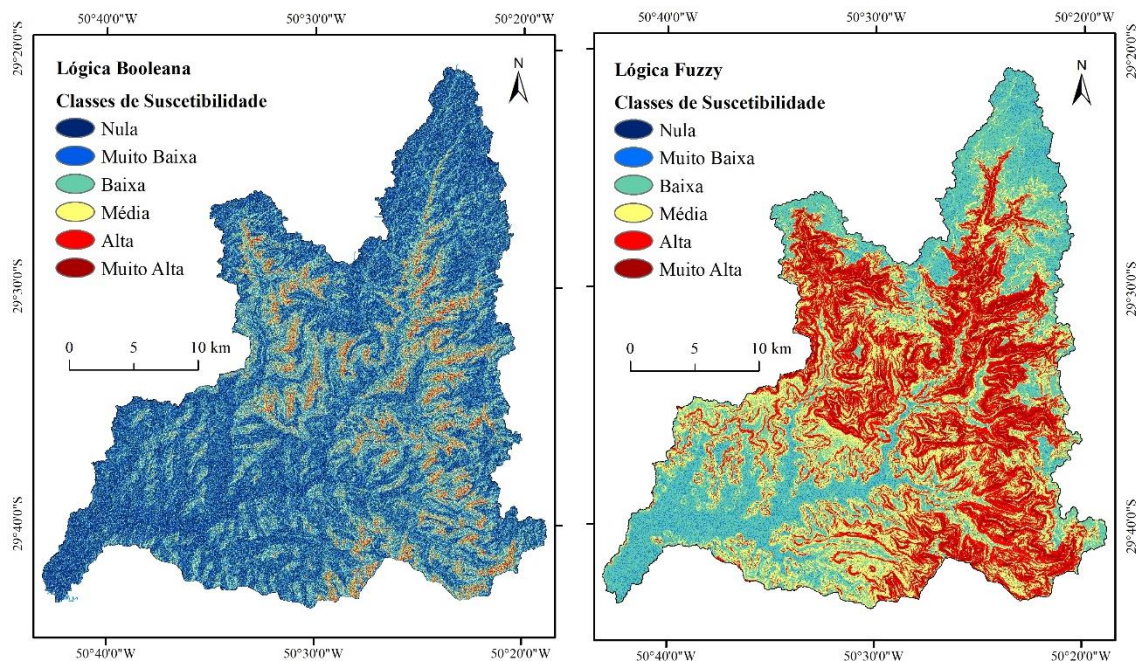 50°40'0"W
50°30'0"W
50°20'0"W
29°20'0"S
29°30'0"S
29°40'0"S
Lógica Booleana
Classes de Suscetibilidade
Nula
Muito Baixa
Baixa
Média
Alta
Muito Alta
0
5
10 km
N
50°40'0"W
50°30'0"W
50°20'0"W
50°40'0"W
50°30'0"W
50°20'0"W
Lógica Fuzzy
Classes de Suscetibilidade
Nula
Muito Baixa
Baixa
Média
Alta
Muito Alta
0
5
10 km
N
29°20'0"S
29°30'0"S
29°40'0"S
50°40'0"W
50°30'0"W
50°20'0"W